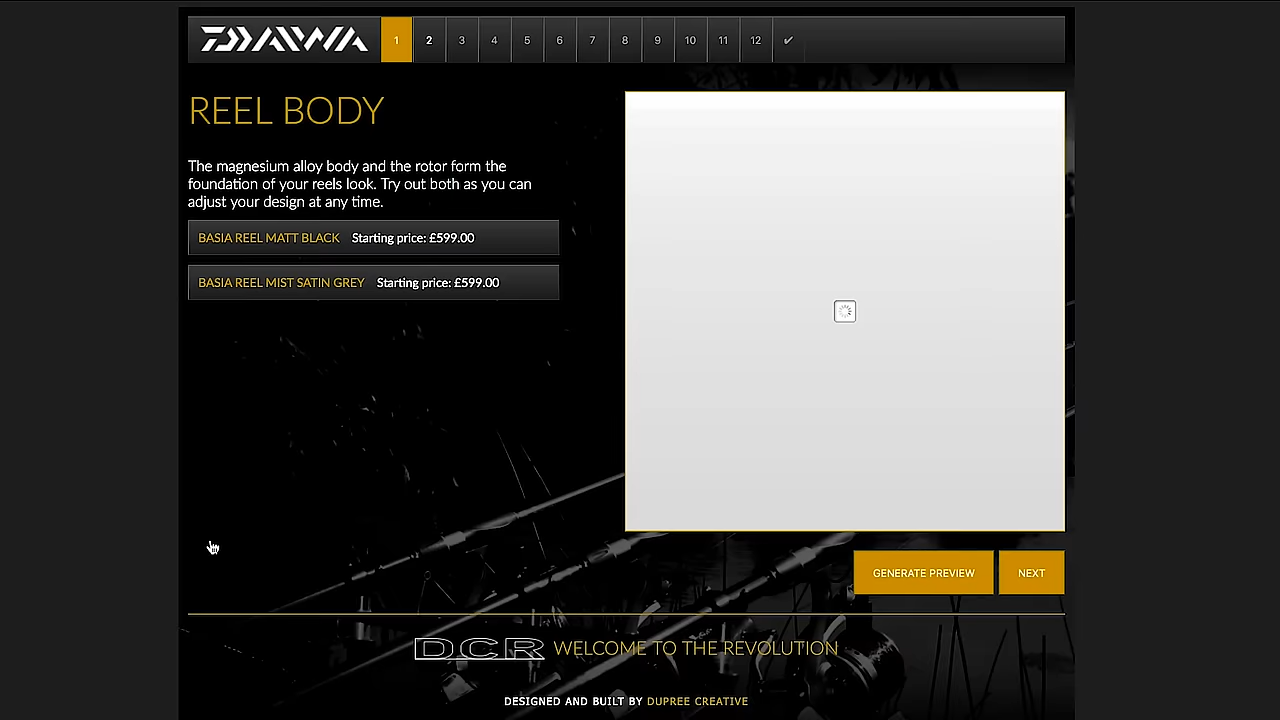 DAIWA 1 2 3 4 5 6 7 8 9 10 11 12 ✔
REEL BODY
The magnesium alloy body and the rotor form the
foundation of your reels look. Try out both as you can
adjust your design at any time.
BASIA REEL MATT BLACK Starting price: £599.00
BASIA REEL MIST SATIN GREY Starting price: £599.00
GENERATE PREVIEW NEXT
DCR WELCOME TO THE REVOLUTION
DESIGNED AND BUILT BY DUPREE CREATIVE